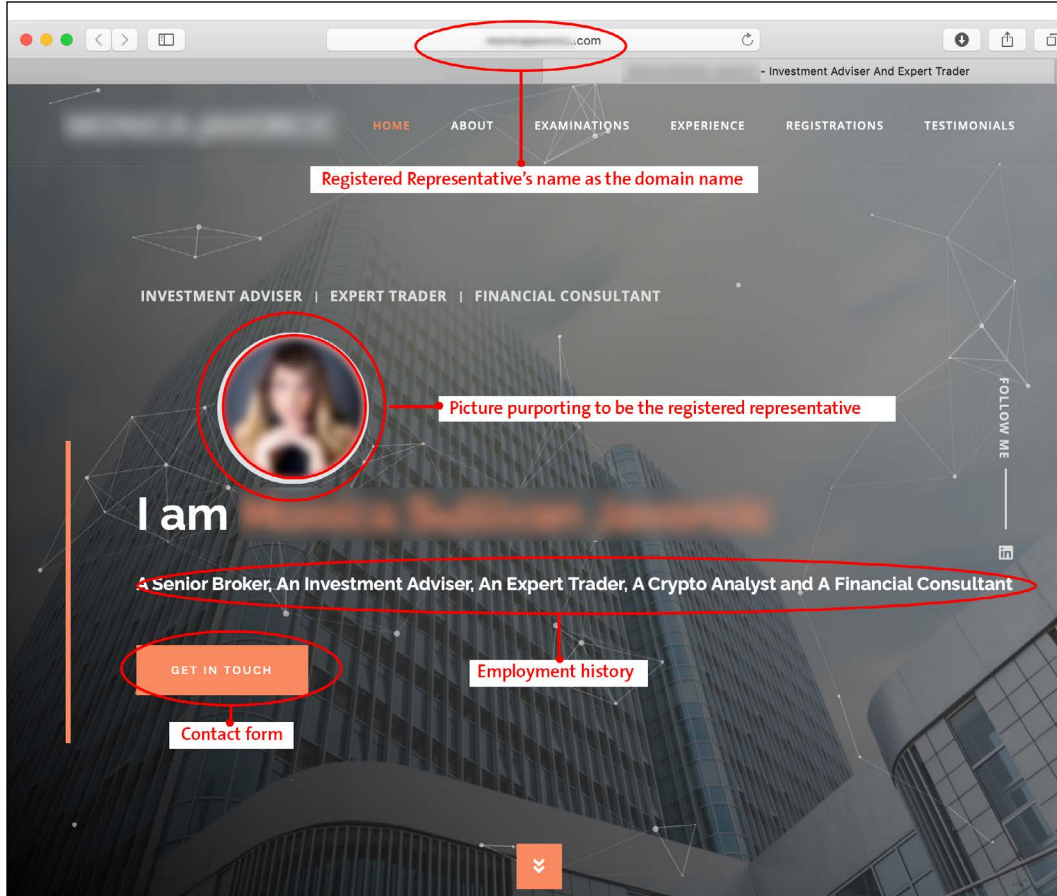 .com
- Investment Adviser And Expert Trader
HOME ABOUT EXAMINATIONS EXPERIENCE REGISTRATIONS TESTIMONIALS
Registered Representative's name as the domain name
INVESTMENT ADVISER | EXPERT TRADER | FINANCIAL CONSULTANT
FOLLOW ME
Picture purporting to be the registered representative
I am
in
A Senior Broker, An Investment Adviser, An Expert Trader, A Crypto Analyst and A Financial Consultant
GET IN TOUCH
Employment history
Contact form